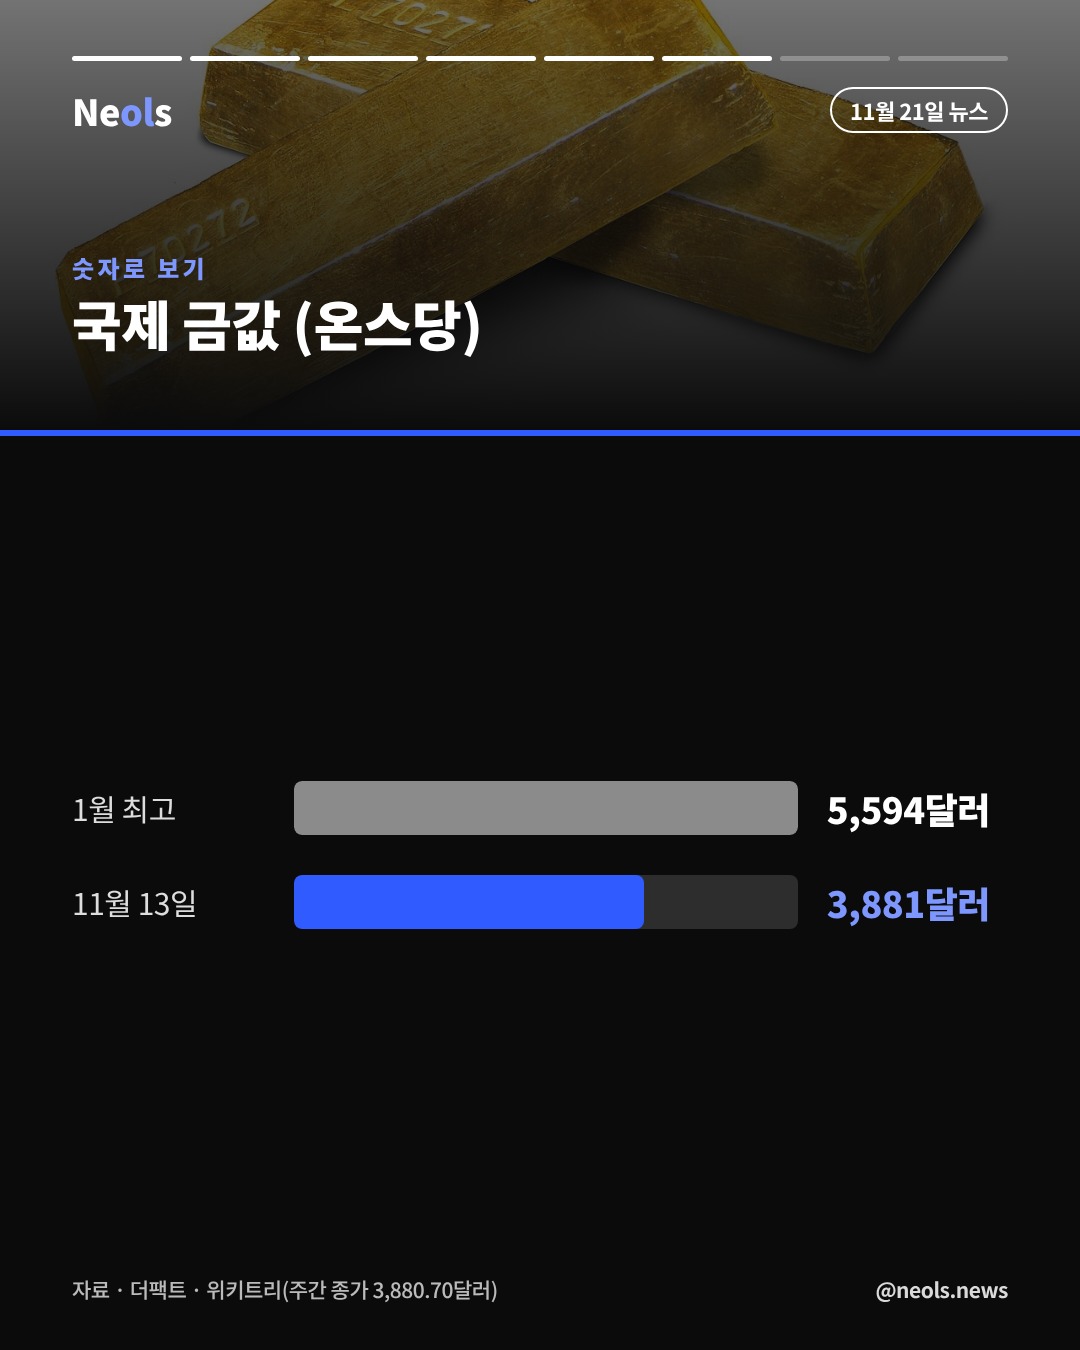 70271
Neols
11월 21일 뉴스
70272
숫자로 보기
국제 금값 (온스당)
1월 최고
5,594달러
11월 13일
3,881달러
자료 · 더팩트 · 위키트리(주간 종가 3,880.70달러)
@neols.news